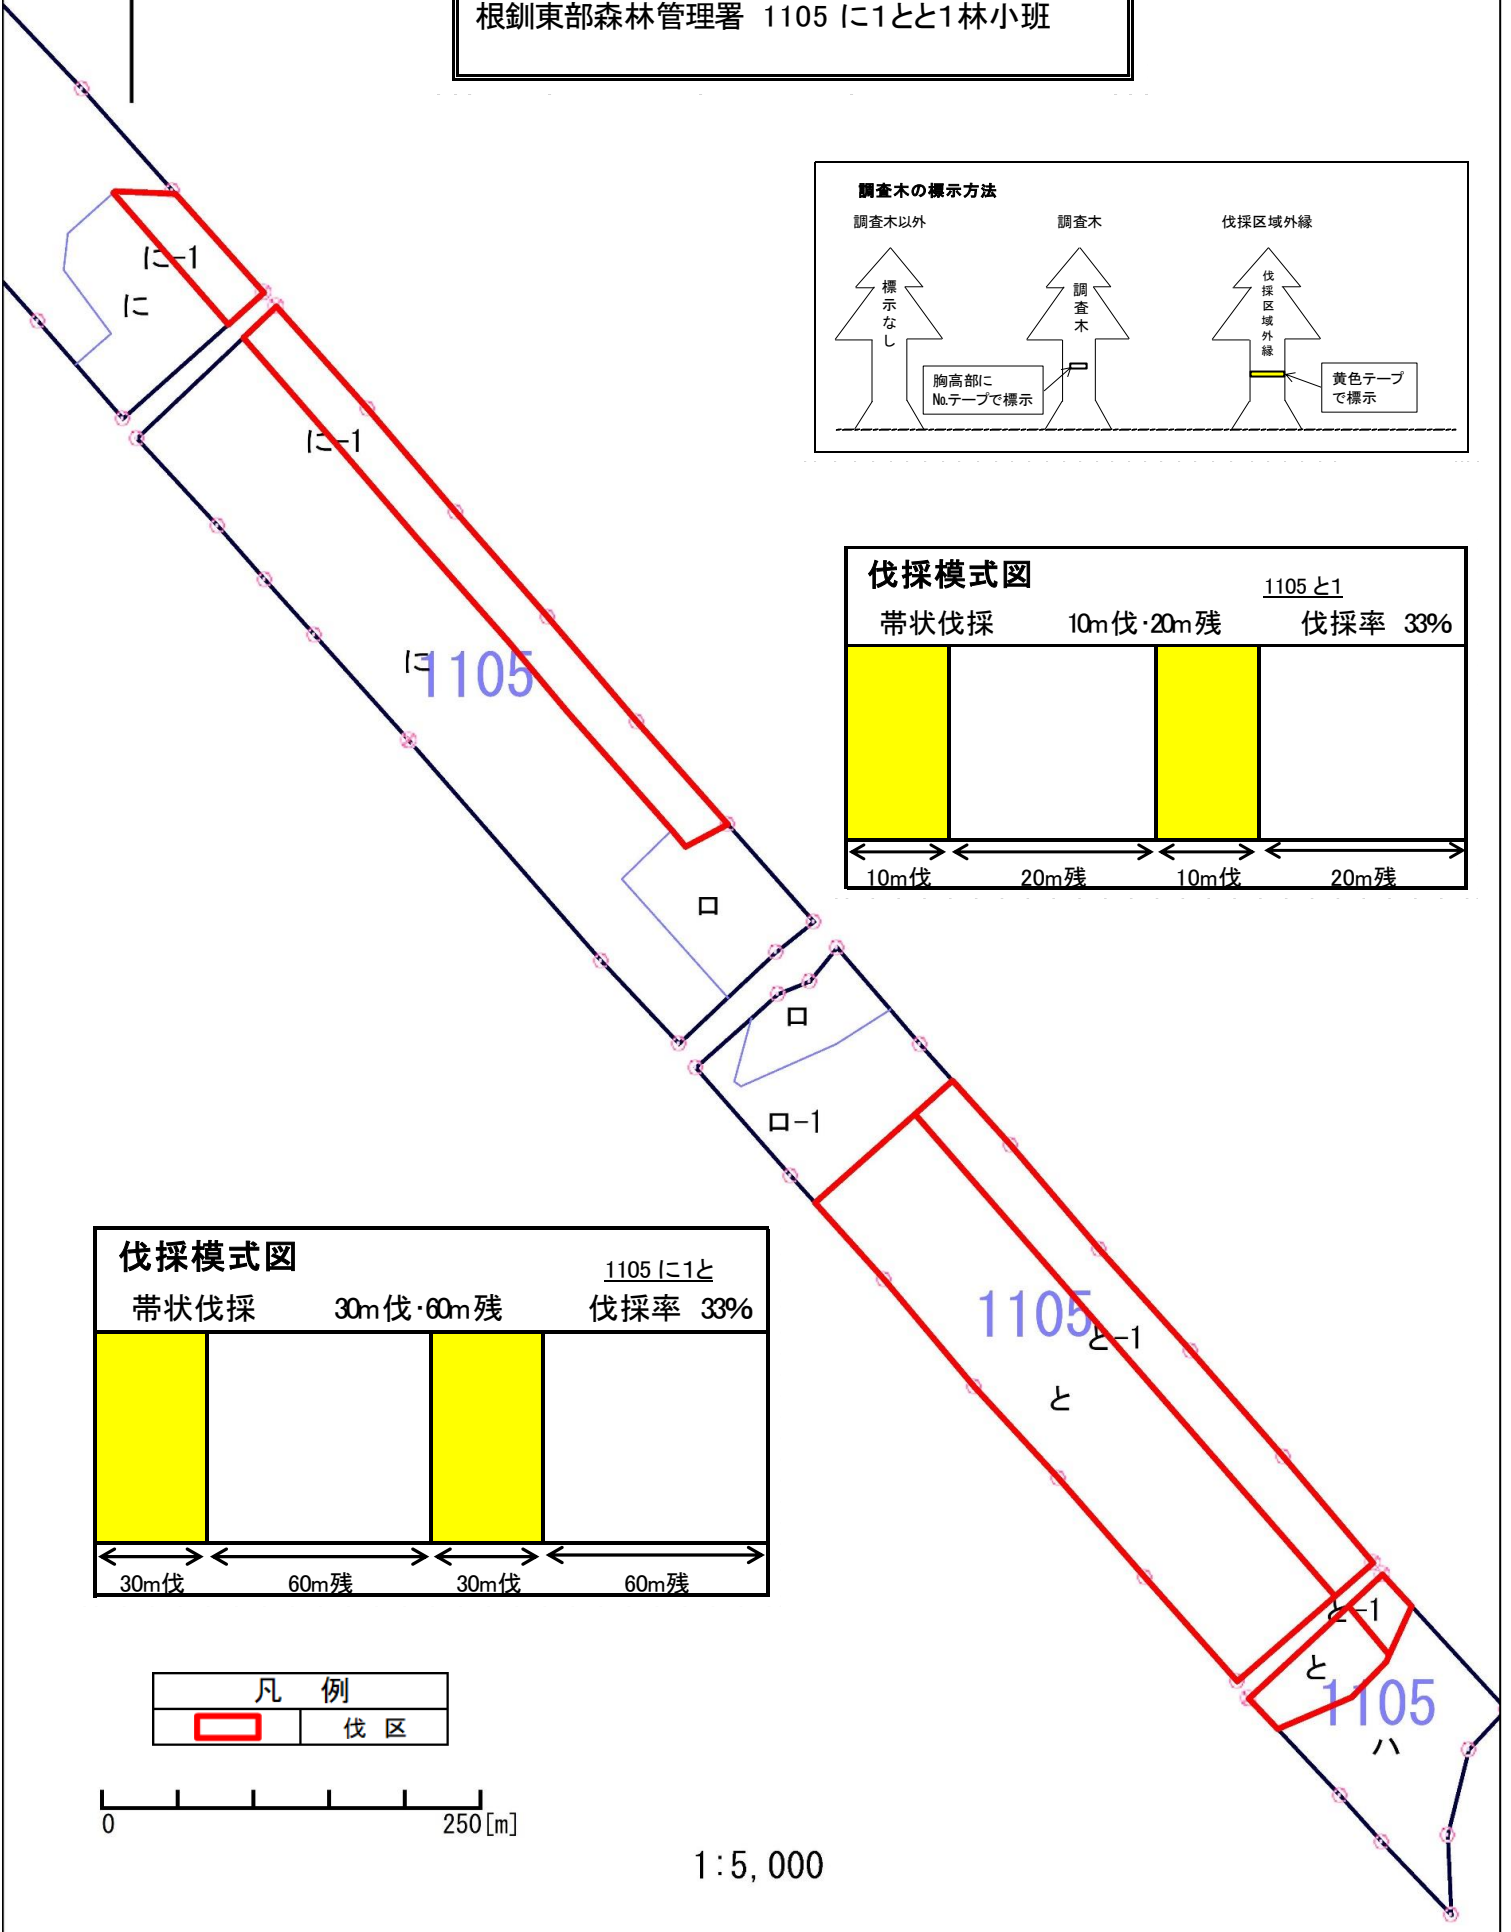 根釧東部森林管理署 1105 に1とと1林小班
調査木の標示方法
調査木以外
調査木
伐採区域外縁
標示なし
調査木
伐採区域外縁
胸高部に
No.テープで標示
黄色テープ
で標示
に-1
に
に-1
に
1105
ロ
ロ
ロ-1
伐採模式図
1105 と1
帯状伐採 10m伐・20m残 伐採率 33%
10m伐 20m残 10m伐 20m残
伐採模式図
1105 に1と
帯状伐採 30m伐・60m残 伐採率 33%
30m伐 60m残 30m伐 60m残
1105
と-1
と
と-1
と
1105
ハ
凡 例
伐 区
0 250[m]
1:5,000